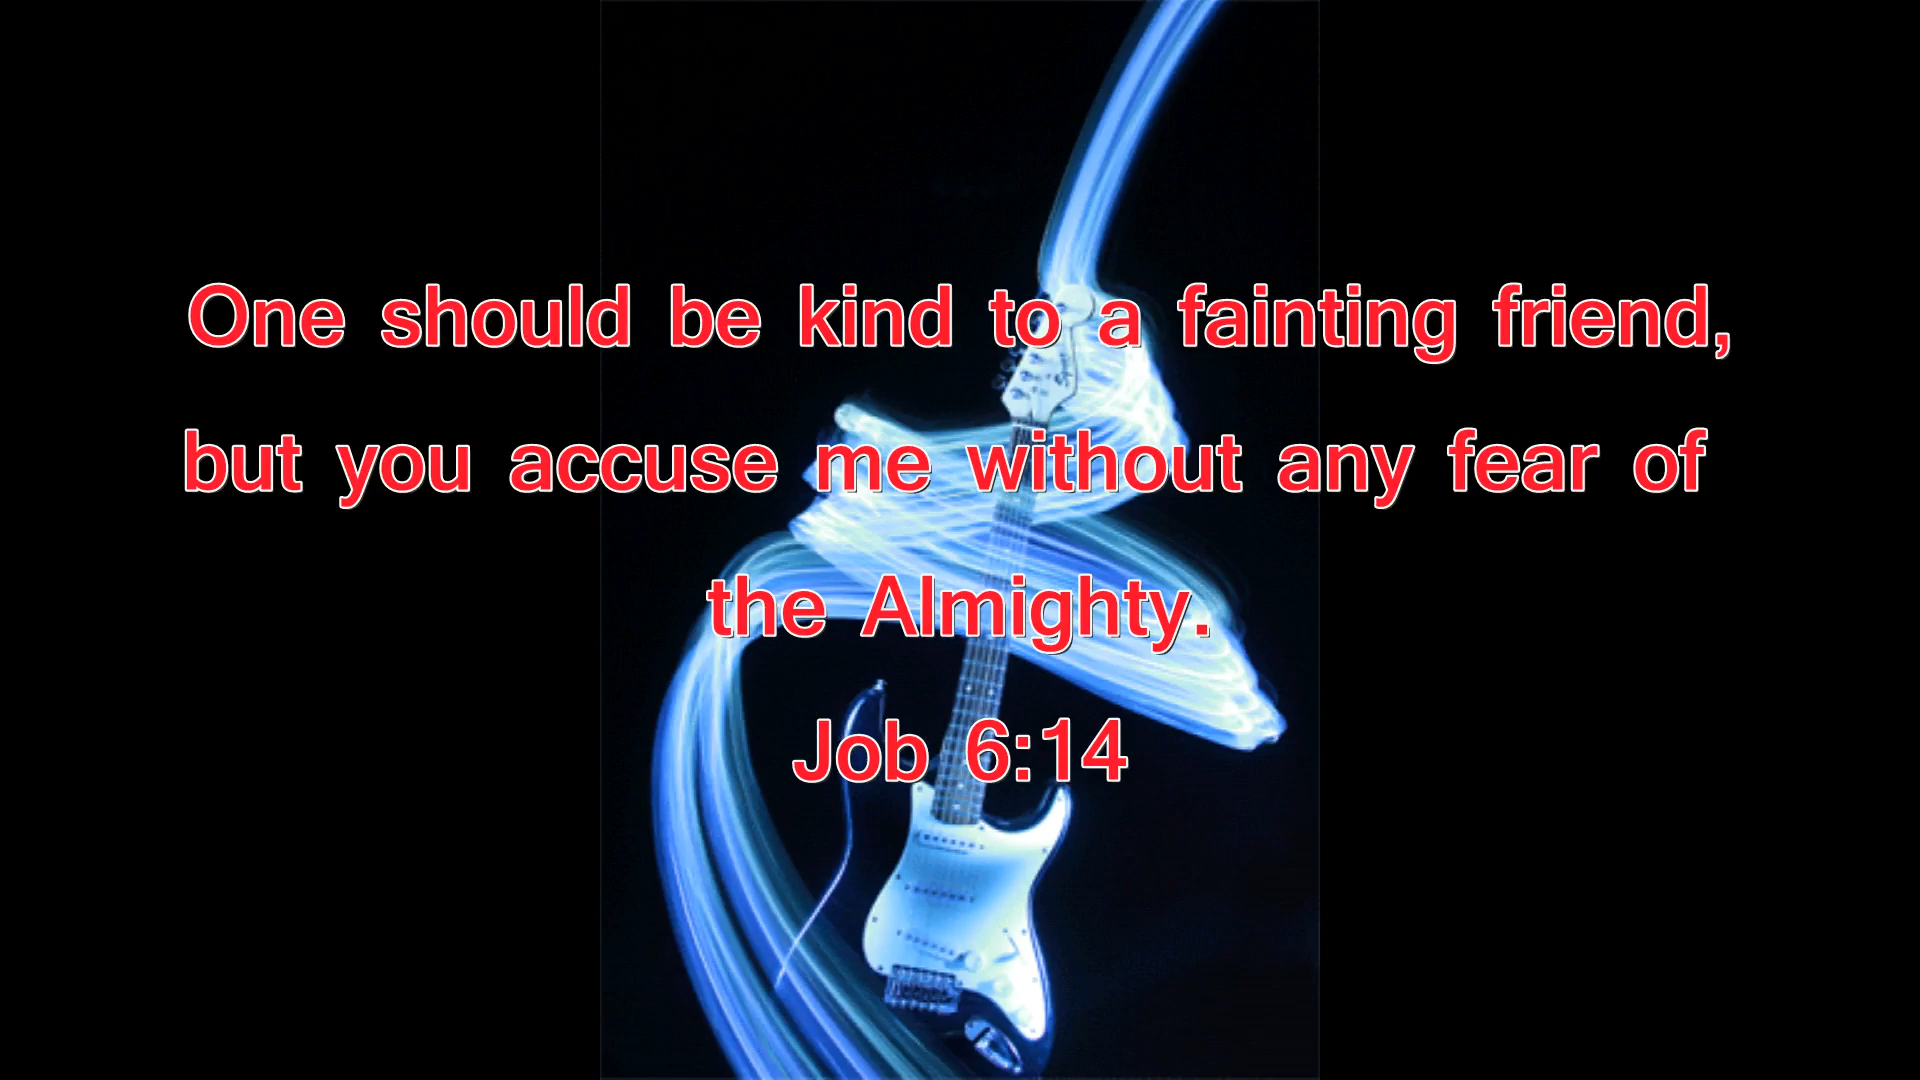 One should be kind to a fainting friend,
but you accuse me without any fear of
the Almighty.
Job 6:14